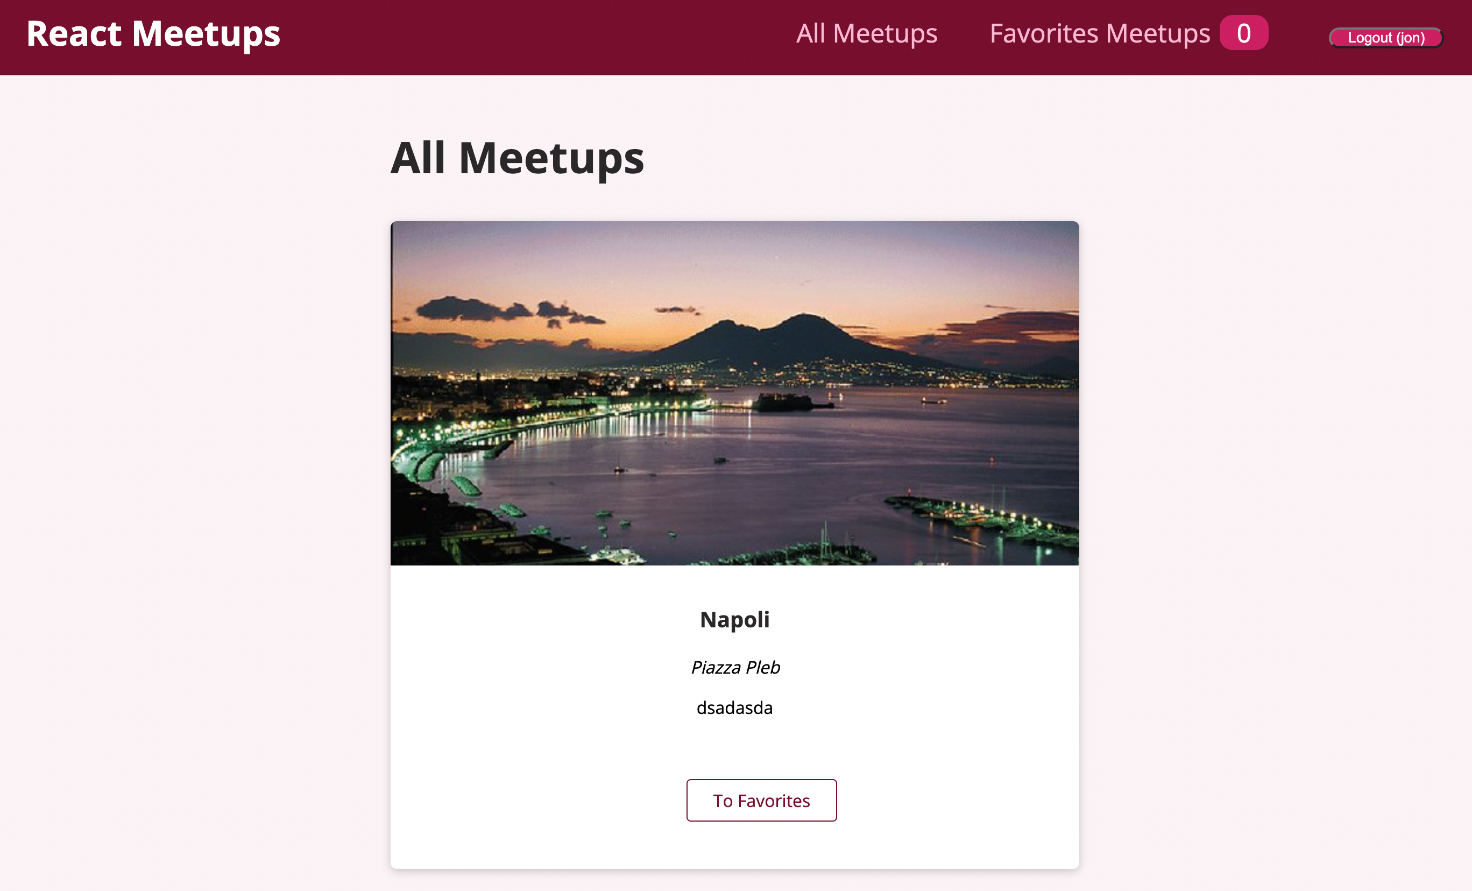 React Meetups
All Meetups
Favorites Meetups 0
Logout (jon)
All Meetups
Napoli
Piazza Pleb
dsadasda
To Favorites